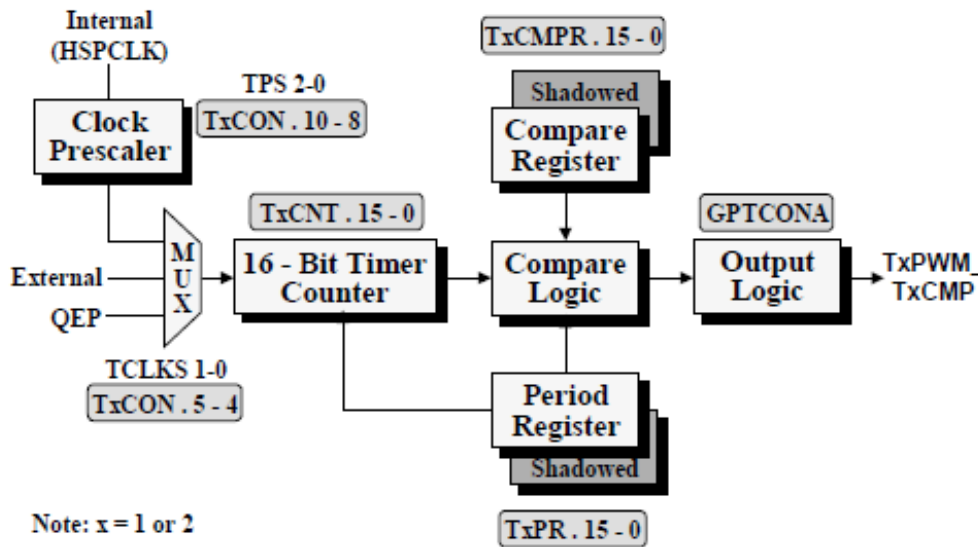 Internal
(HSPCLK)
TPS 2-0
TxCON . 10 - 8
Clock
Prescaler
TxCMPR . 15 - 0
Shadowed
Compare
Register
TxCNT . 15 - 0
GPTCONA
MUX
External
QEP
16 - Bit Timer
Counter
Compare
Logic
Output
Logic
TxPWM_
TxCMP
TCLKS 1-0
TxCON . 5 - 4
Period
Register
Shadowed
TxPR . 15 - 0
Note: x = 1 or 2